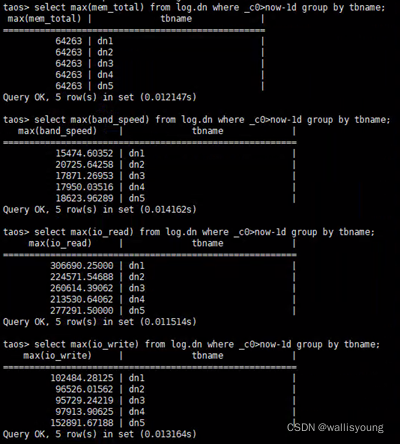 taos> select max(mem_total) from log.dn where _c0>now-1d group by tbname;
max(mem_total) | tbname |
================================================
64263 | dn1 |
64263 | dn2 |
64263 | dn3 |
64263 | dn4 |
64263 | dn5 |
Query OK, 5 row(s) in set (0.012147s)
taos> select max(band_speed) from log.dn where _c0>now-1d group by tbname;
max(band_speed) | tbname |
======================================================
15474.60352 | dn1 |
20725.64258 | dn2 |
17871.26953 | dn3 |
17950.03516 | dn4 |
18623.96289 | dn5 |
Query OK, 5 row(s) in set (0.014162s)
taos> select max(io_read) from log.dn where _c0>now-1d group by tbname;
max(io_read) | tbname |
======================================================
306690.25000 | dn1 |
224571.54688 | dn2 |
260614.39062 | dn3 |
213530.64062 | dn4 |
277291.50000 | dn5 |
Query OK, 5 row(s) in set (0.011514s)
taos> select max(io_write) from log.dn where _c0>now-1d group by tbname;
max(io_write) | tbname |
======================================================
102484.28125 | dn1 |
96526.01562 | dn2 |
95729.24219 | dn3 |
97913.90625 | dn4 |
152891.67188 | dn5 |
Query OK, 5 row(s) in set (0.013164s)
CSDN @wallisyoung